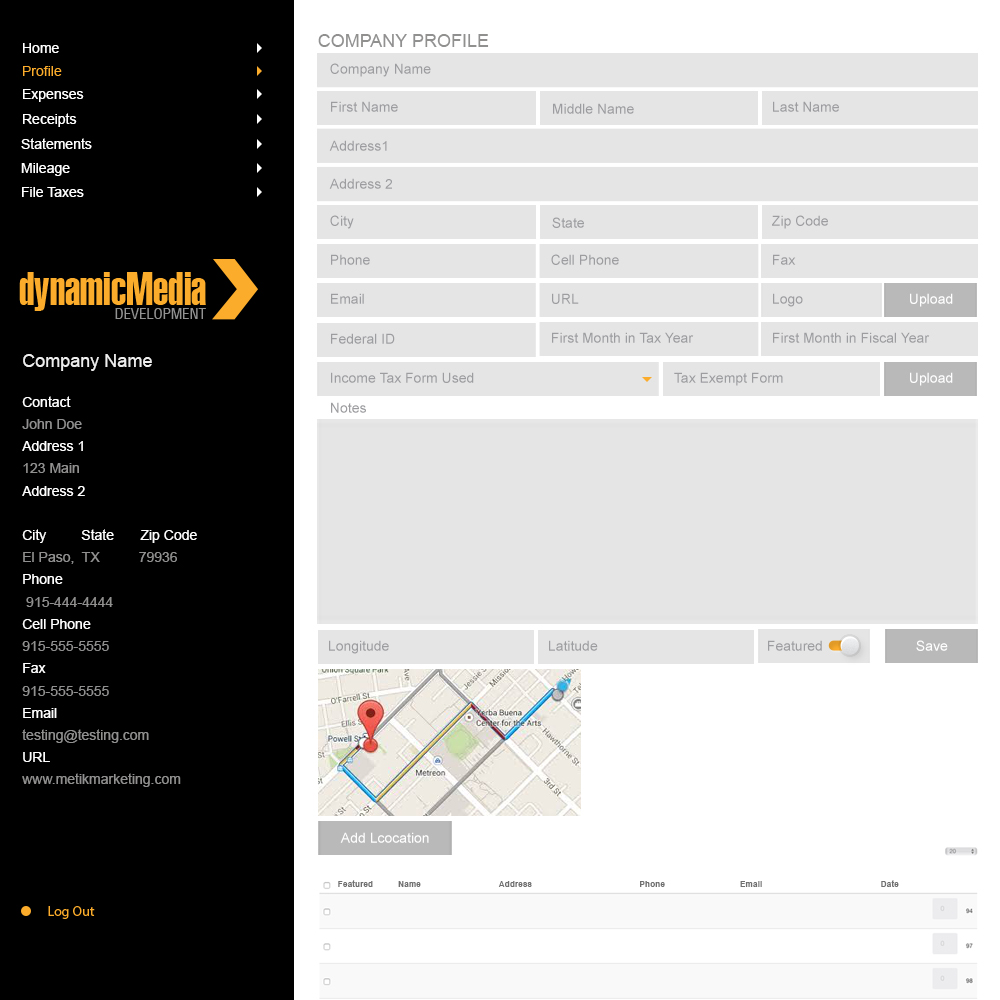 Home
Profile
Expenses
Receipts
Statements
Mileage
File Taxes
dynamicMedia
DEVELOPMENT
Company Name
Contact
John Doe
Address 1
123 Main
Address 2
City State Zip Code
El Paso, TX 79936
Phone
915-444-4444
Cell Phone
915-555-5555
Fax
915-555-5555
Email
testing@testing.com
URL
www.metikmarketing.com
Log Out
COMPANY PROFILE
Company Name
First Name Middle Name Last Name
Address1
Address 2
City State Zip Code
Phone Cell Phone Fax
Email URL Logo Upload
Federal ID First Month in Tax Year First Month in Fiscal Year
Income Tax Form Used Tax Exempt Form Upload
Notes
Longitude Latitude Featured Save
Union Square Park
Jessie
Mission
O'Farrell St
Ellis
Powell St
Yerba Buena
Center for the Arts
Hawthorne St
Metreon
3rd St
Add Lcocation
20
Featured Name Address Phone Email Date
94
97
98